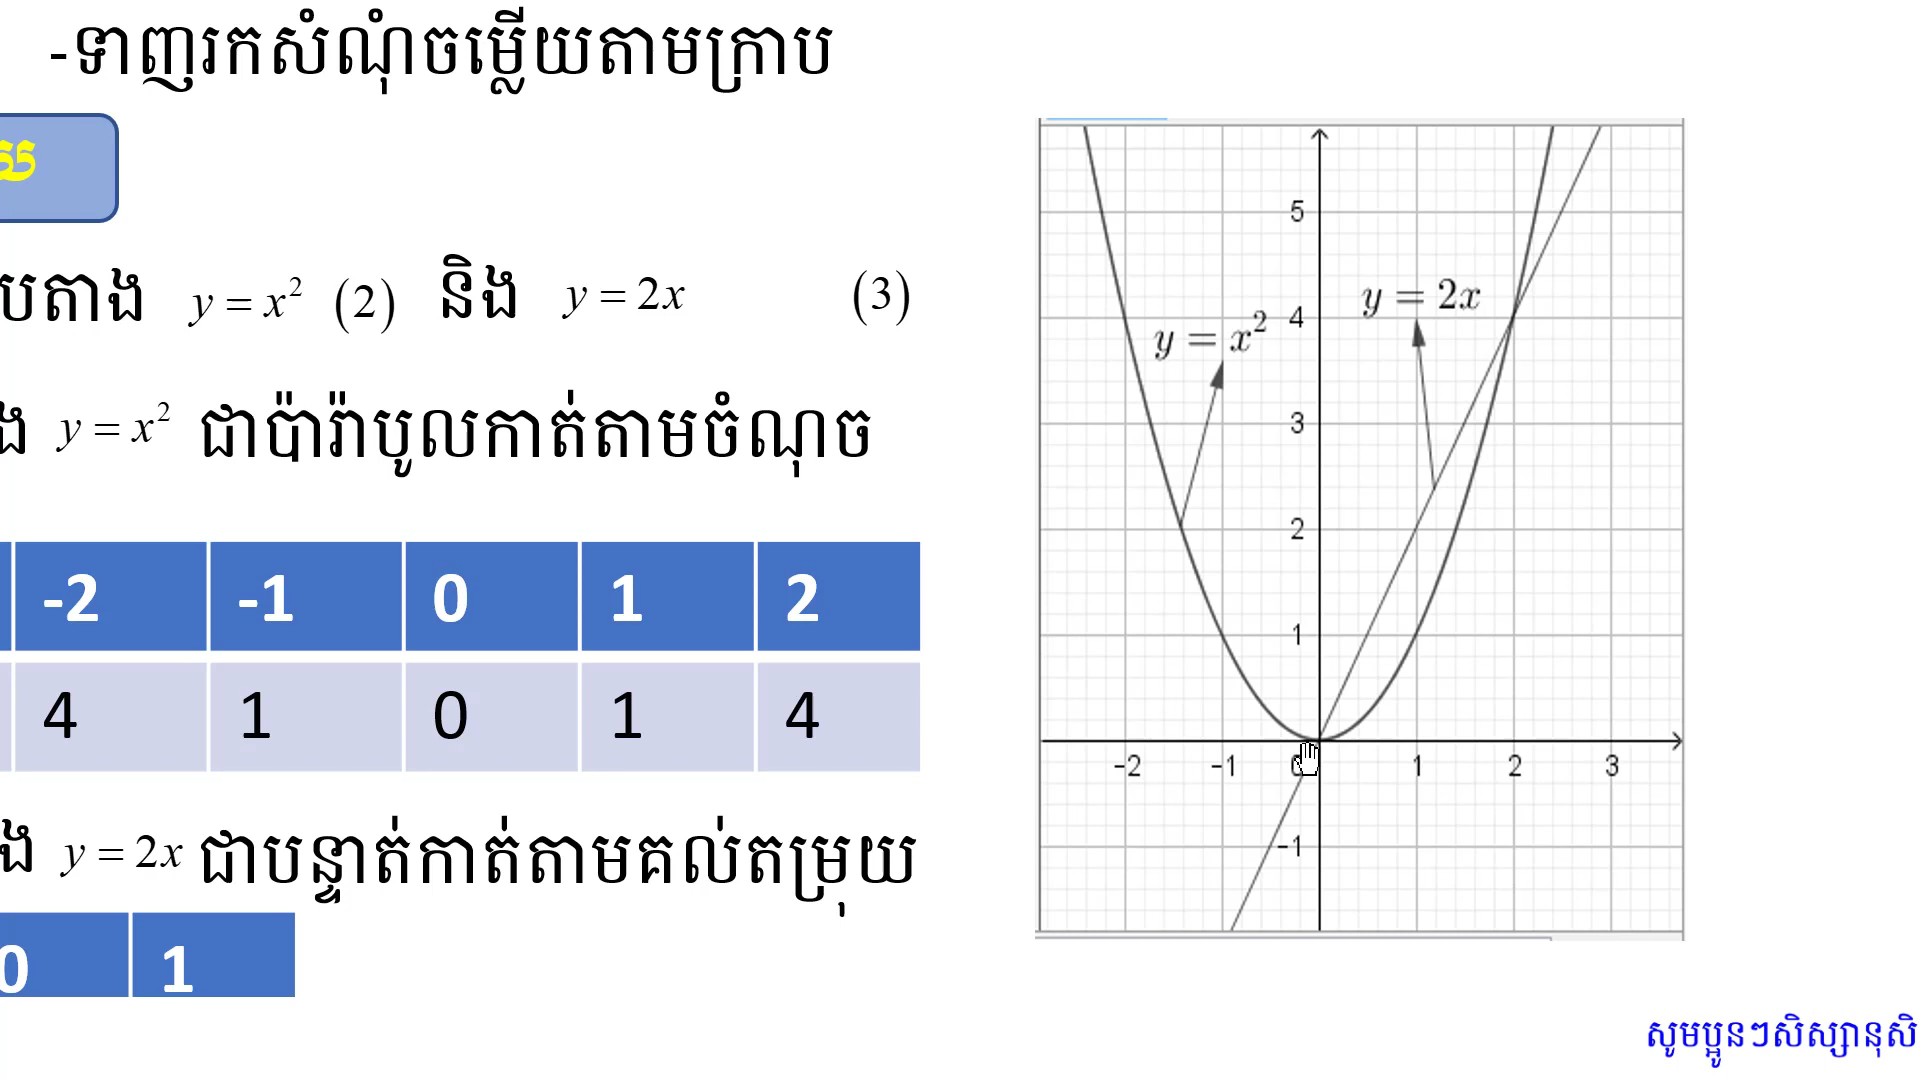 -ទាញរកសំណុំចម្លើយតាមក្រាប
បតាង y = x² (2) និង y = 2x (3)
ង y = x² ជាប៉ារ៉ាបូលកាត់តាមចំណុច
-2 -1 0 1 2
4 1 0 1 4
ង y = 2x ជាបន្ទាត់កាត់តាមគល់តម្រុយ
0 1
5
y = 2x
y = x² 4
3
2
1
-2 -1 0 1 2 3
-1
សូមប្អូនៗសិស្សានុសិ